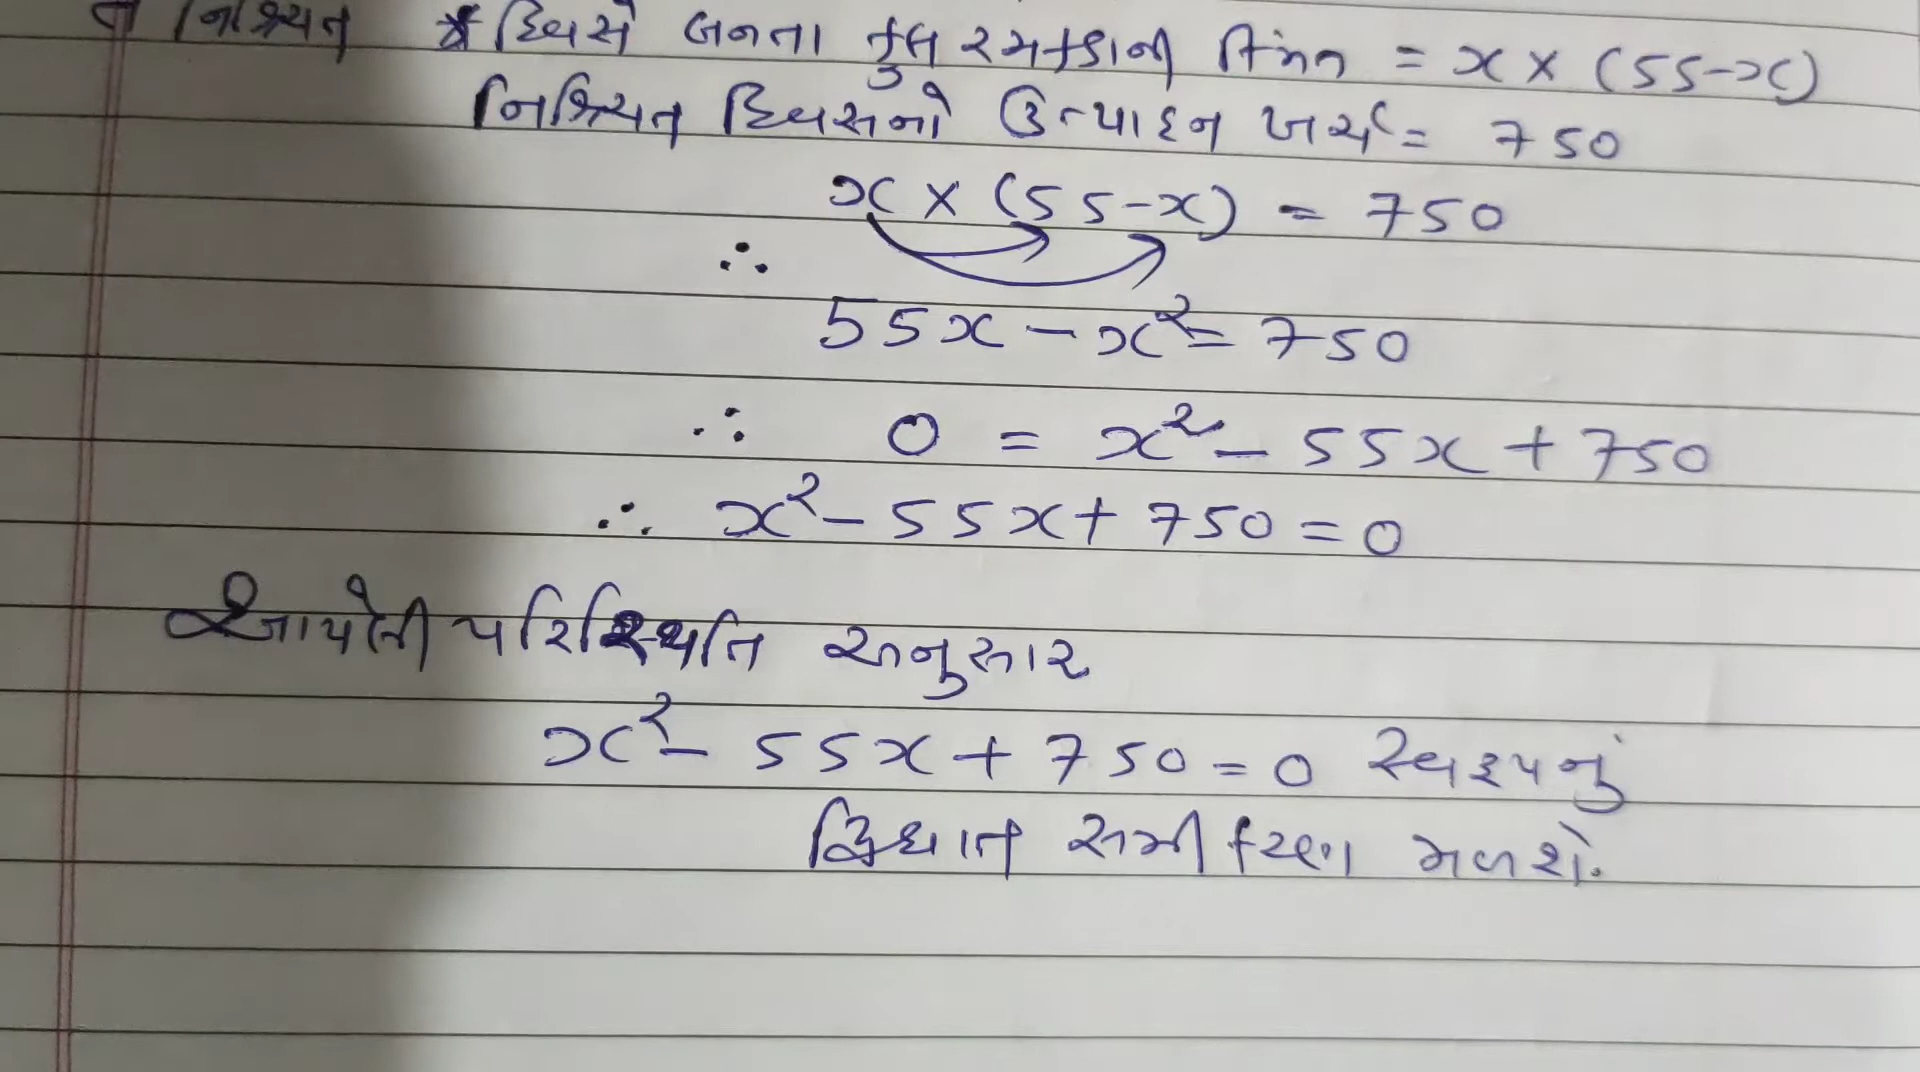 નિશ્ચિત દિવસે બનતા કુલ રમકડાની કિંમત = x × (55-x)
નિશ્ચિત દિવસનો ઉત્પાદન ખર્ચ = 750
x × (55-x) = 750
∴
55x - x² = 750
∴ 0 = x² - 55x + 750
∴ x² - 55x + 750 = 0
આપેલી પરિસ્થિતિ અનુસાર
x² - 55x + 750 = 0 સ્વરૂપનું
દ્વિઘાત સમીકરણ મળશે.